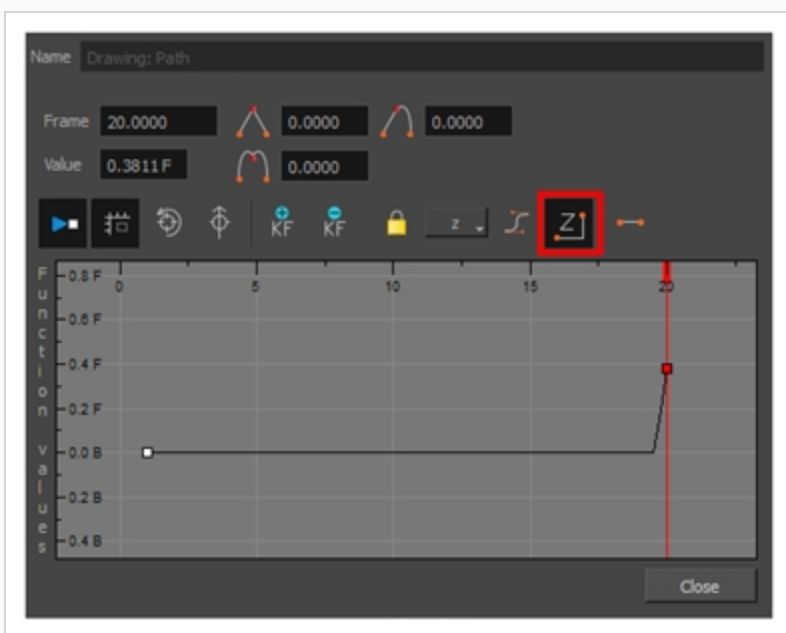 Name Drawing: Path
Frame 20.0000 0.0000 0.0000
Value 0.3811 F 0.0000
KF KF z Z
Function values
0.8 F
0.6 F
0.4 F
0.2 F
0.0 B
0.2 B
0.4 B
0 5 10 15 20
Close